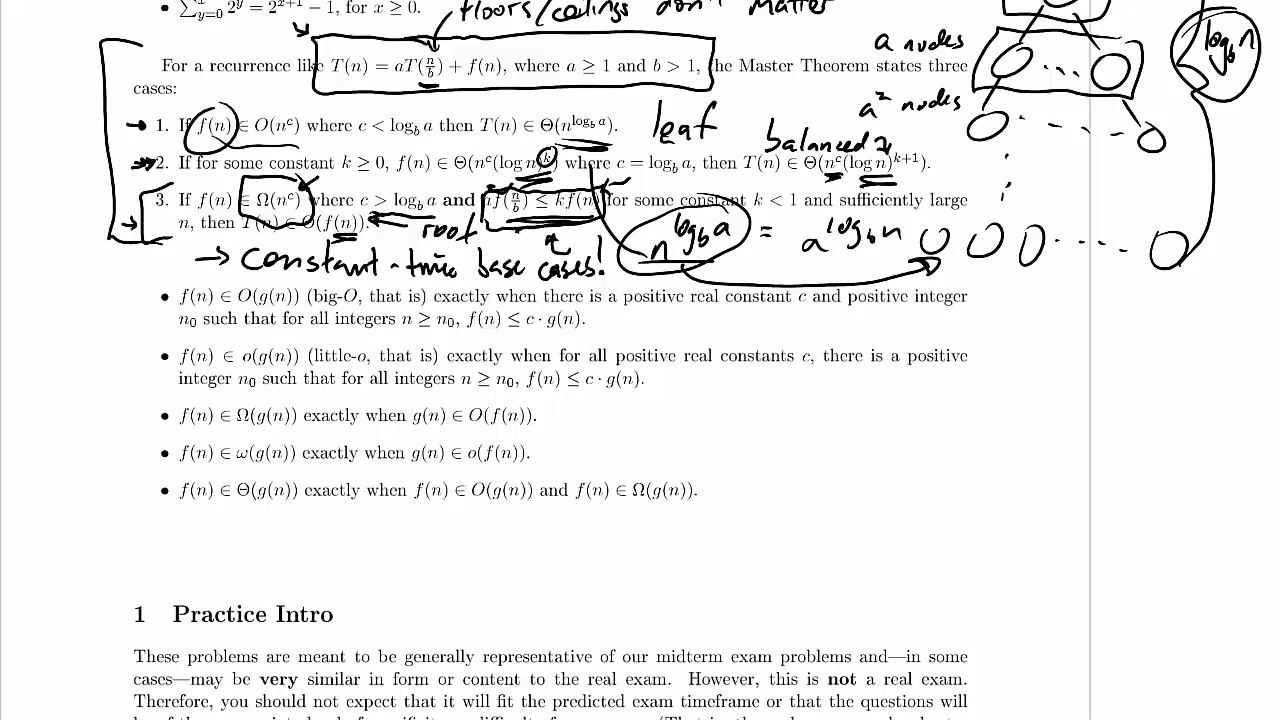 • ∑_{y=0}^{x} 2^y = 2^{x+1} − 1, for x ≥ 0.
floors/ceilings don't matter
For a recurrence like T(n) = aT(n/b) + f(n), where a ≥ 1 and b > 1, the Master Theorem states three
cases:
a nodes
log_b n
a² nodes
1. If f(n) ∈ O(n^c) where c < log_b a then T(n) ∈ Θ(n^{log_b a}).
leaf
balanced
2. If for some constant k ≥ 0, f(n) ∈ Θ(n^c(log n)^k) where c = log_b a, then T(n) ∈ Θ(n^c(log n)^{k+1}).
3. If f(n) ∈ Ω(n^c) where c > log_b a and af(n/b) ≤ kf(n) for some constant k < 1 and sufficiently large
n, then T(n) ∈ Θ(f(n)).
root
n^{log_b a} = a^{log_b n}
→ constant-time base cases!
• f(n) ∈ O(g(n)) (big-O, that is) exactly when there is a positive real constant c and positive integer
n₀ such that for all integers n ≥ n₀, f(n) ≤ c · g(n).
• f(n) ∈ o(g(n)) (little-o, that is) exactly when for all positive real constants c, there is a positive
integer n₀ such that for all integers n ≥ n₀, f(n) ≤ c · g(n).
• f(n) ∈ Ω(g(n)) exactly when g(n) ∈ O(f(n)).
• f(n) ∈ ω(g(n)) exactly when g(n) ∈ o(f(n)).
• f(n) ∈ Θ(g(n)) exactly when f(n) ∈ O(g(n)) and f(n) ∈ Ω(g(n)).
1 Practice Intro
These problems are meant to be generally representative of our midterm exam problems and—in some
cases—may be very similar in form or content to the real exam. However, this is not a real exam.
Therefore, you should not expect that it will fit the predicted exam timeframe or that the questions will